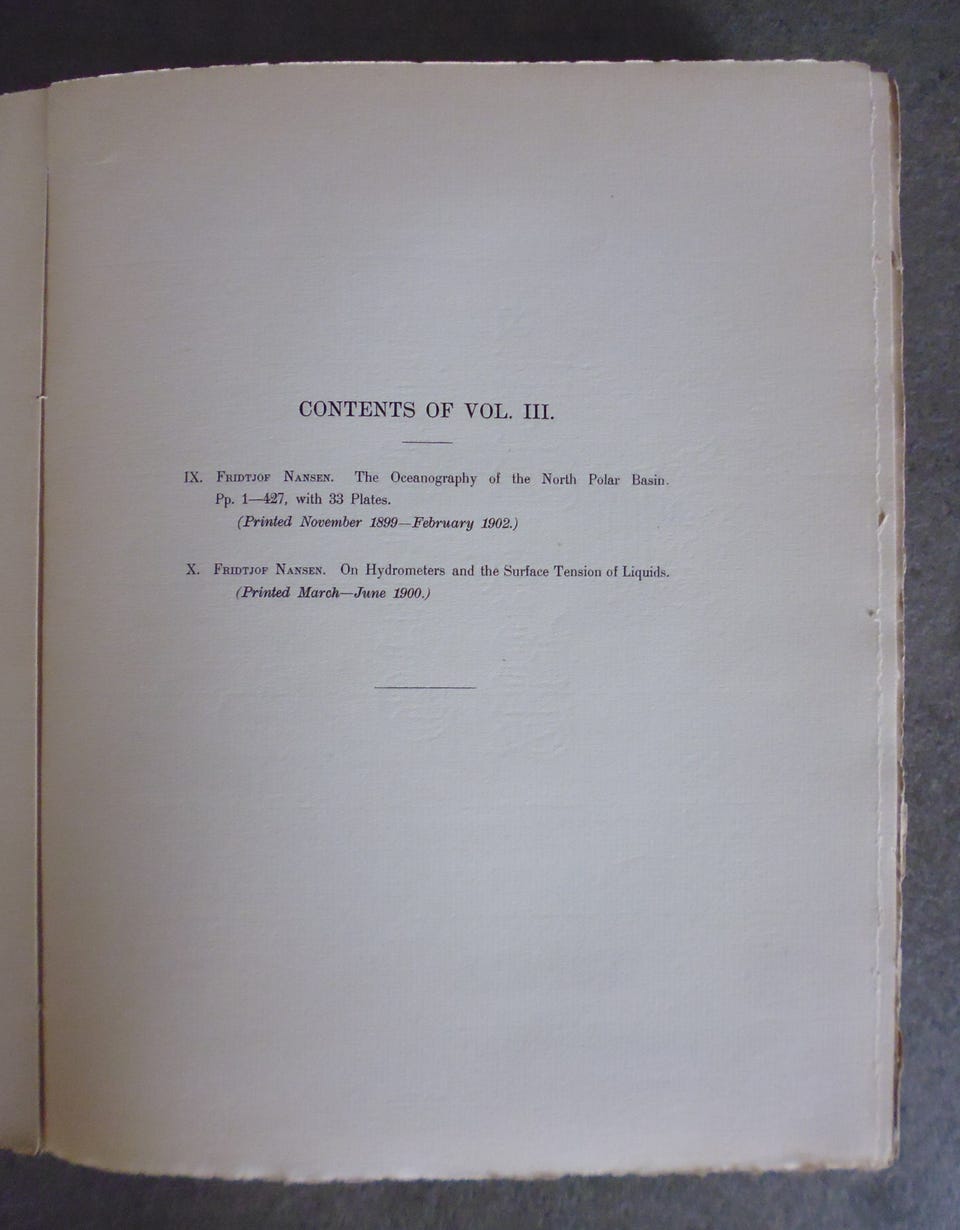 CONTENTS OF VOL. III.
IX. Fridtjof Nansen. The Oceanography of the North Polar Basin.
Pp. 1—427, with 33 Plates.
(Printed November 1899—February 1902.)
X. Fridtjof Nansen. On Hydrometers and the Surface Tension of Liquids.
(Printed March—June 1900.)